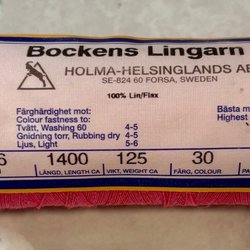 Bockens Lingarn
HOLMA-HELSINGLANDS AB
SE-824 60 FORSA, SWEDEN
100% Lin/Flax
Färghärdighet mot:
Colour fastness to:
Tvätt, Washing 60 4-5
Gnidning torr, Rubbing dry 4-5
Ljus, Light 5-6
Bästa m
Highest
6 1400 125 30
LÄNGD, LENGTH CA VIKT, WEIGHT CA FÄRG, COLOUR PA